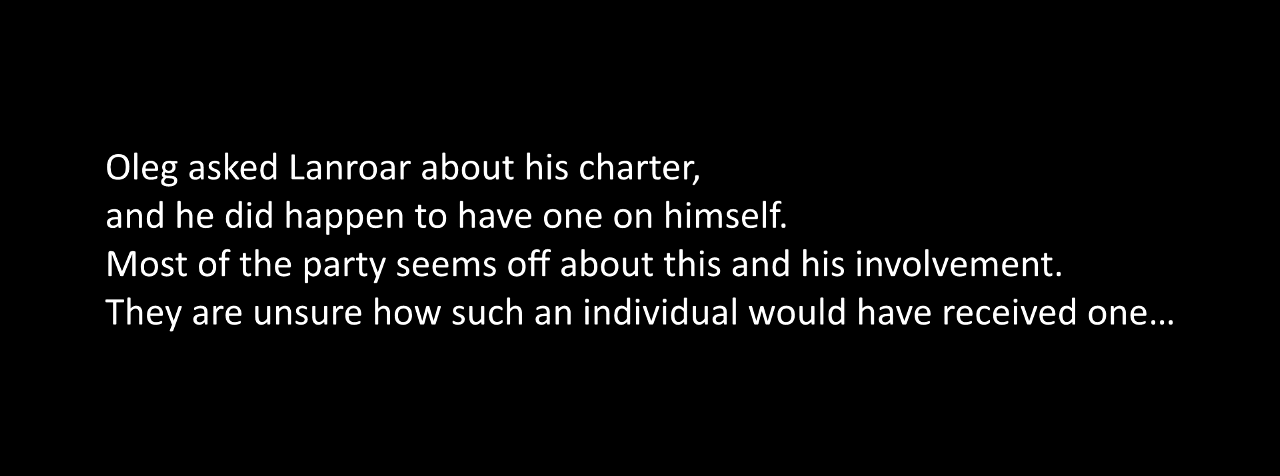 Oleg asked Lanroar about his charter,
and he did happen to have one on himself.
Most of the party seems off about this and his involvement.
They are unsure how such an individual would have received one…